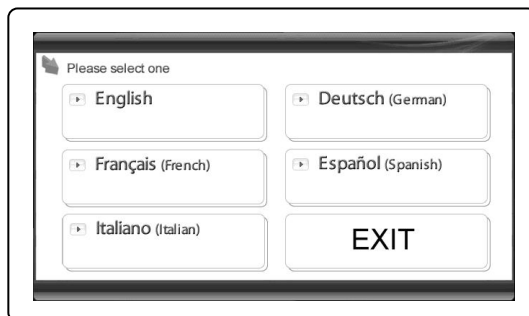 Please select one
English
Deutsch (German)
Français (French)
Español (Spanish)
Italiano (Italian)
EXIT